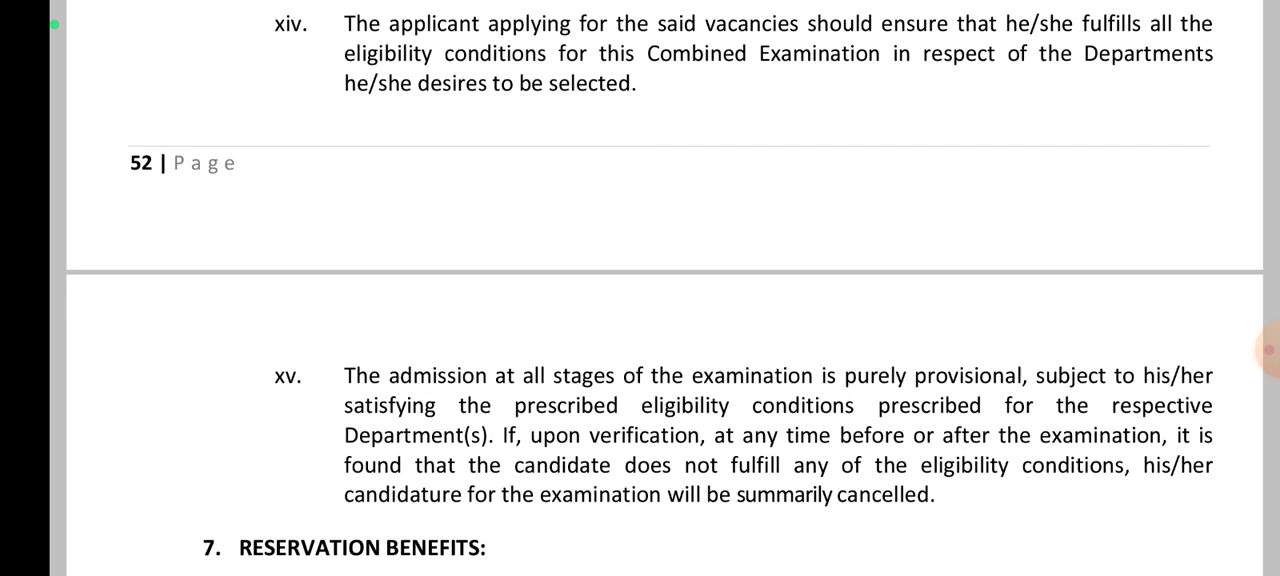 xiv. The applicant applying for the said vacancies should ensure that he/she fulfills all the
eligibility conditions for this Combined Examination in respect of the Departments
he/she desires to be selected.
52 | P a g e
xv. The admission at all stages of the examination is purely provisional, subject to his/her
satisfying the prescribed eligibility conditions prescribed for the respective
Department(s). If, upon verification, at any time before or after the examination, it is
found that the candidate does not fulfill any of the eligibility conditions, his/her
candidature for the examination will be summarily cancelled.
7. RESERVATION BENEFITS: